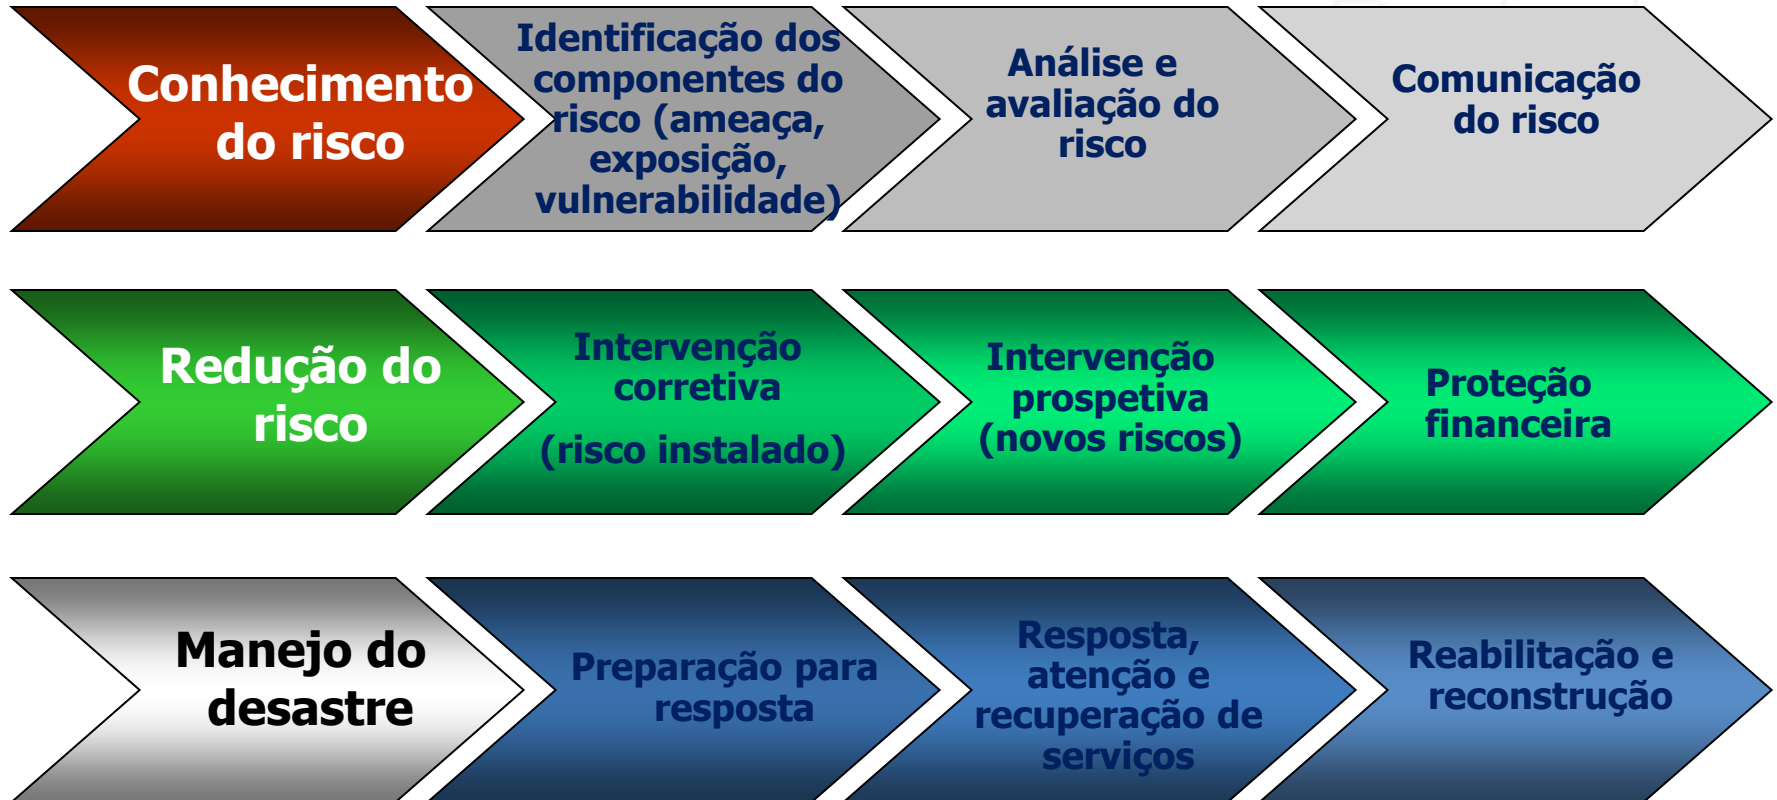 Conhecimento
do risco
Identificação dos
componentes do
risco (ameaça,
exposição,
vulnerabilidade)
Análise e
avaliação do
risco
Comunicação
do risco
Redução do
risco
Intervenção
corretiva
(risco instalado)
Intervenção
prospetiva
(novos riscos)
Proteção
financeira
Manejo do
desastre
Preparação para
resposta
Resposta,
atenção e
recuperação de
serviços
Reabilitação e
reconstrução